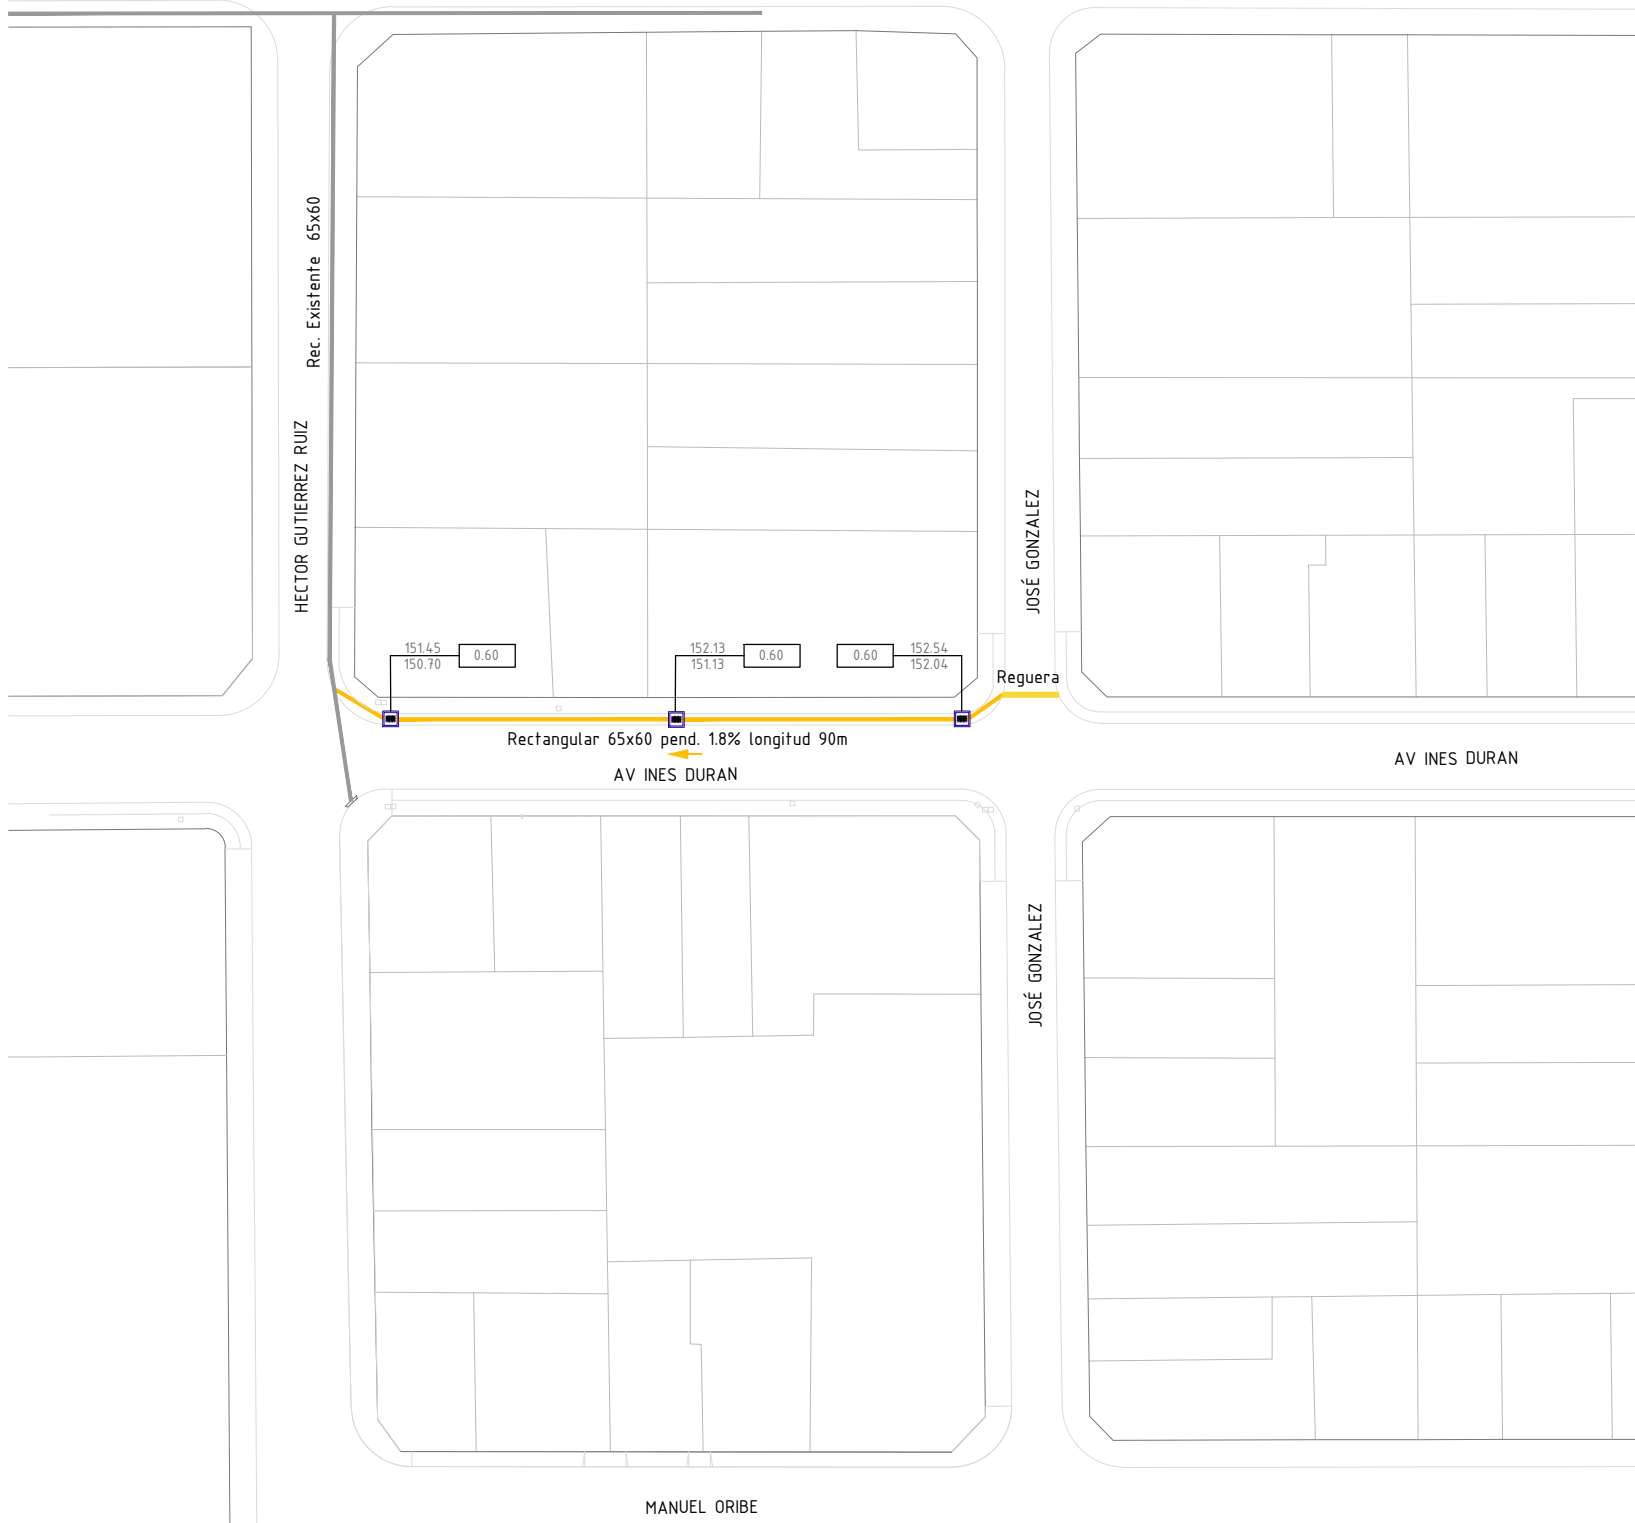 Rec. Existente 65x60
HECTOR GUTIERREZ RUIZ
JOSÉ GONZALEZ
151.45
150.70
0.60
152.13
151.13
0.60
0.60
152.54
152.04
Reguera
Rectangular 65x60 pend. 1.8% longitud 90m
AV INES DURAN
AV INES DURAN
JOSÉ GONZALEZ
MANUEL ORIBE